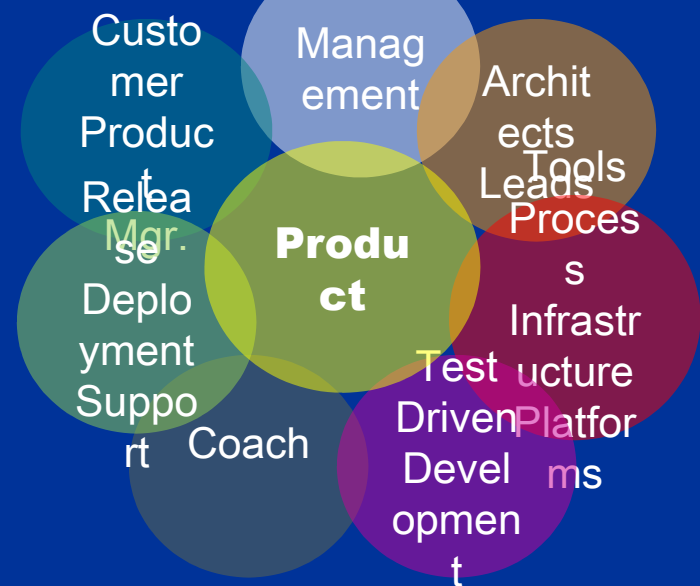 Custo
mer
Produc
t
Mgr.
Manag
ement
Archit
ects
Leads
Relea
se
Deplo
yment
Suppo
rt
Produ
ct
Tools
Proces
s
Infrastr
ucture
Platfor
ms
Coach
Test
Driven
Devel
opmen
t